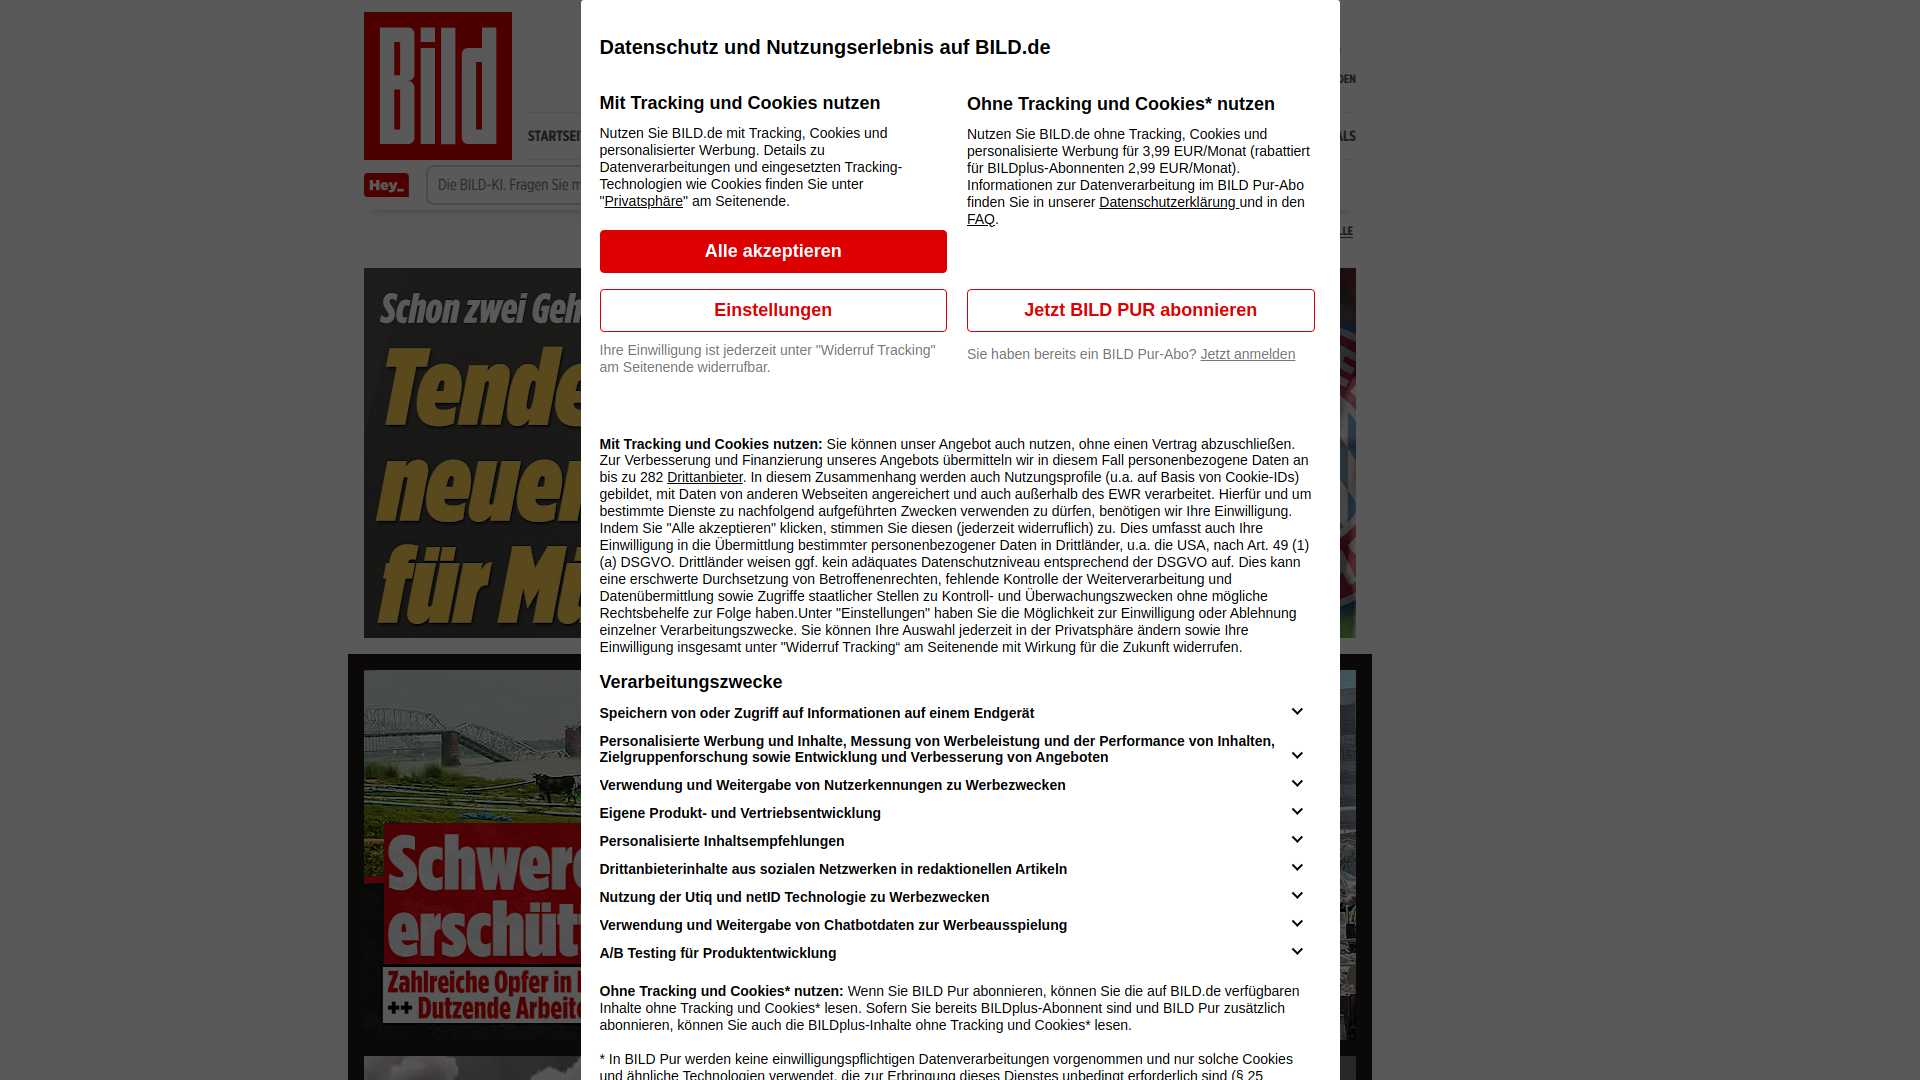 Bild
STARTSEI
Hey_
Die BILD-KI. Fragen Sie m
Schon zwei Geh
Tende
neuer
für Mü
Schwere
erschüt
Zahlreiche Opfer in
++ Dutzende Arbeite
Datenschutz und Nutzungserlebnis auf BILD.de
Mit Tracking und Cookies nutzen
Nutzen Sie BILD.de mit Tracking, Cookies und
personalisierter Werbung. Details zu
Datenverarbeitungen und eingesetzten Tracking-
Technologien wie Cookies finden Sie unter
"Privatsphäre" am Seitenende.
Alle akzeptieren
Einstellungen
Ihre Einwilligung ist jederzeit unter "Widerruf Tracking"
am Seitenende widerrufbar.
Ohne Tracking und Cookies* nutzen
Nutzen Sie BILD.de ohne Tracking, Cookies und
personalisierte Werbung für 3,99 EUR/Monat (rabattiert
für BILDplus-Abonnenten 2,99 EUR/Monat).
Informationen zur Datenverarbeitung im BILD Pur-Abo
finden Sie in unserer Datenschutzerklärung und in den
FAQ.
Jetzt BILD PUR abonnieren
Sie haben bereits ein BILD Pur-Abo? Jetzt anmelden
Mit Tracking und Cookies nutzen: Sie können unser Angebot auch nutzen, ohne einen Vertrag abzuschließen.
Zur Verbesserung und Finanzierung unseres Angebots übermitteln wir in diesem Fall personenbezogene Daten an
bis zu 282 Drittanbieter. In diesem Zusammenhang werden auch Nutzungsprofile (u.a. auf Basis von Cookie-IDs)
gebildet, mit Daten von anderen Webseiten angereichert und auch außerhalb des EWR verarbeitet. Hierfür und um
bestimmte Dienste zu nachfolgend aufgeführten Zwecken verwenden zu dürfen, benötigen wir Ihre Einwilligung.
Indem Sie "Alle akzeptieren" klicken, stimmen Sie diesen (jederzeit widerruflich) zu. Dies umfasst auch Ihre
Einwilligung in die Übermittlung bestimmter personenbezogener Daten in Drittländer, u.a. die USA, nach Art. 49 (1)
(a) DSGVO. Drittländer weisen ggf. kein adäquates Datenschutzniveau entsprechend der DSGVO auf. Dies kann
eine erschwerte Durchsetzung von Betroffenenrechten, fehlende Kontrolle der Weiterverarbeitung und
Datenübermittlung sowie Zugriffe staatlicher Stellen zu Kontroll- und Überwachungszwecken ohne mögliche
Rechtsbehelfe zur Folge haben.Unter "Einstellungen" haben Sie die Möglichkeit zur Einwilligung oder Ablehnung
einzelner Verarbeitungszwecke. Sie können Ihre Auswahl jederzeit in der Privatsphäre ändern sowie Ihre
Einwilligung insgesamt unter "Widerruf Tracking“ am Seitenende mit Wirkung für die Zukunft widerrufen.
Verarbeitungszwecke
Speichern von oder Zugriff auf Informationen auf einem Endgerät
Personalisierte Werbung und Inhalte, Messung von Werbeleistung und der Performance von Inhalten,
Zielgruppenforschung sowie Entwicklung und Verbesserung von Angeboten
Verwendung und Weitergabe von Nutzerkennungen zu Werbezwecken
Eigene Produkt- und Vertriebsentwicklung
Personalisierte Inhaltsempfehlungen
Drittanbieterinhalte aus sozialen Netzwerken in redaktionellen Artikeln
Nutzung der Utiq und netID Technologie zu Werbezwecken
Verwendung und Weitergabe von Chatbotdaten zur Werbeausspielung
A/B Testing für Produktentwicklung
Ohne Tracking und Cookies* nutzen: Wenn Sie BILD Pur abonnieren, können Sie die auf BILD.de verfügbaren
Inhalte ohne Tracking und Cookies* lesen. Sofern Sie bereits BILDplus-Abonnent sind und BILD Pur zusätzlich
abonnieren, können Sie auch die BILDplus-Inhalte ohne Tracking und Cookies* lesen.
* In BILD Pur werden keine einwilligungspflichtigen Datenverarbeitungen vorgenommen und nur solche Cookies
und ähnliche Technologien verwendet, die zur Erbringung dieses Dienstes unbedingt erforderlich sind (§ 25